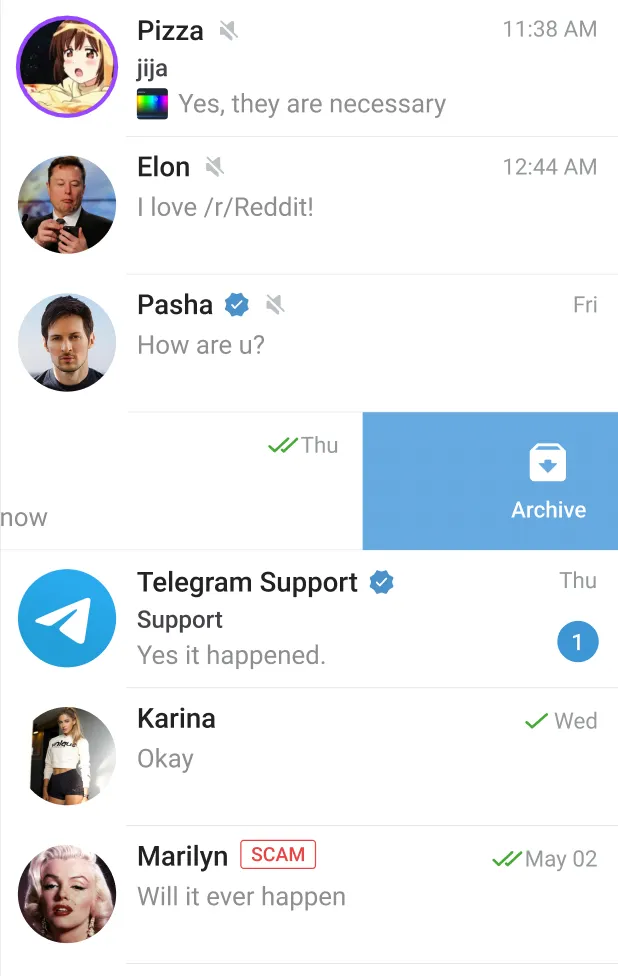 Pizza
11:38 AM
jija
Yes, they are necessary
Elon
12:44 AM
I love /r/Reddit!
Pasha
Fri
How are u?
Thu
now
Archive
Telegram Support
Thu
Support
Yes it happened.
1
Karina
Wed
Okay
Marilyn
SCAM
May 02
Will it ever happen